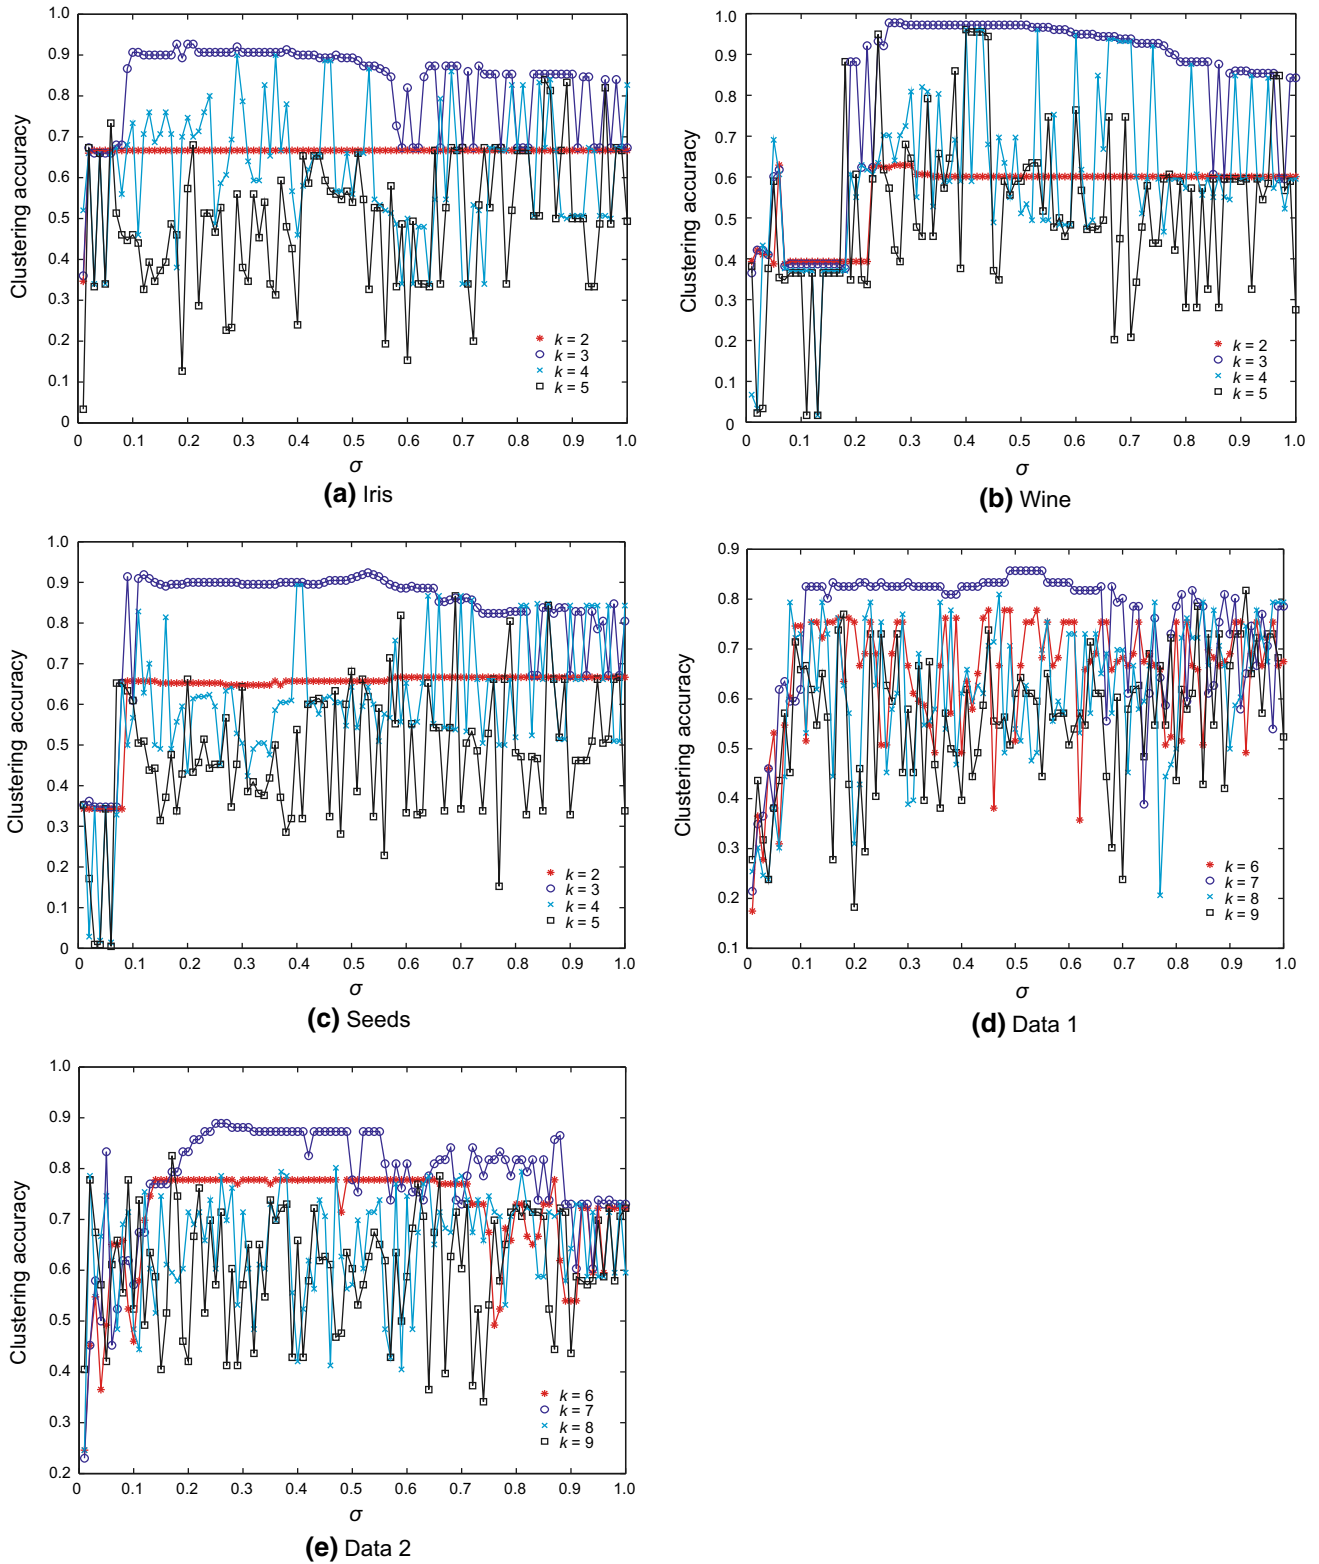 1.0
0.9
0.8
0.7
0.6
0.5
0.4
0.3
0.2
0.1
0
Clustering accuracy
k = 2
k = 3
k = 4
k = 5
0 0.1 0.2 0.3 0.4 0.5 0.6 0.7 0.8 0.9 1.0
σ
(a) Iris
1.0
0.9
0.8
0.7
0.6
0.5
0.4
0.3
0.2
0.1
0
Clustering accuracy
k = 2
k = 3
k = 4
k = 5
0 0.1 0.2 0.3 0.4 0.5 0.6 0.7 0.8 0.9 1.0
σ
(b) Wine
1.0
0.9
0.8
0.7
0.6
0.5
0.4
0.3
0.2
0.1
0
Clustering accuracy
k = 2
k = 3
k = 4
k = 5
0 0.1 0.2 0.3 0.4 0.5 0.6 0.7 0.8 0.9 1.0
σ
(c) Seeds
0.9
0.8
0.7
0.6
0.5
0.4
0.3
0.2
0.1
Clustering accuracy
k = 6
k = 7
k = 8
k = 9
0 0.1 0.2 0.3 0.4 0.5 0.6 0.7 0.8 0.9 1.0
σ
(d) Data 1
1.0
0.9
0.8
0.7
0.6
0.5
0.4
0.3
0.2
Clustering accuracy
k = 6
k = 7
k = 8
k = 9
0 0.1 0.2 0.3 0.4 0.5 0.6 0.7 0.8 0.9 1.0
σ
(e) Data 2